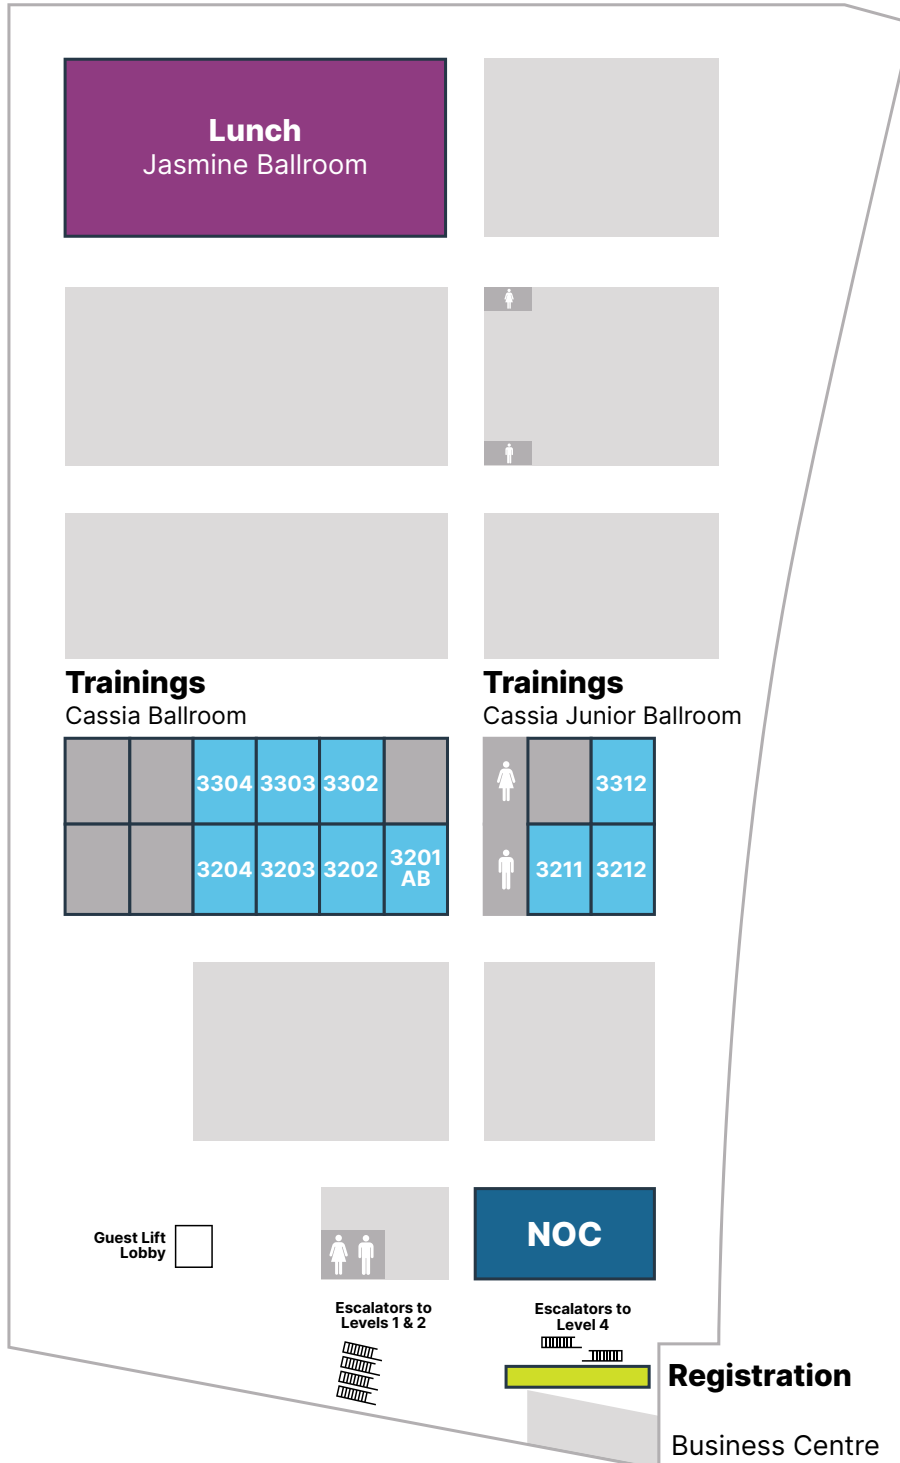 Lunch
Jasmine Ballroom
Trainings
Cassia Ballroom
Trainings
Cassia Junior Ballroom
3304 3303 3302
3204 3203 3202 3201
AB
3312
3211 3212
Guest Lift
Lobby
NOC
Escalators to
Levels 1 & 2
Escalators to
Level 4
Registration
Business Centre